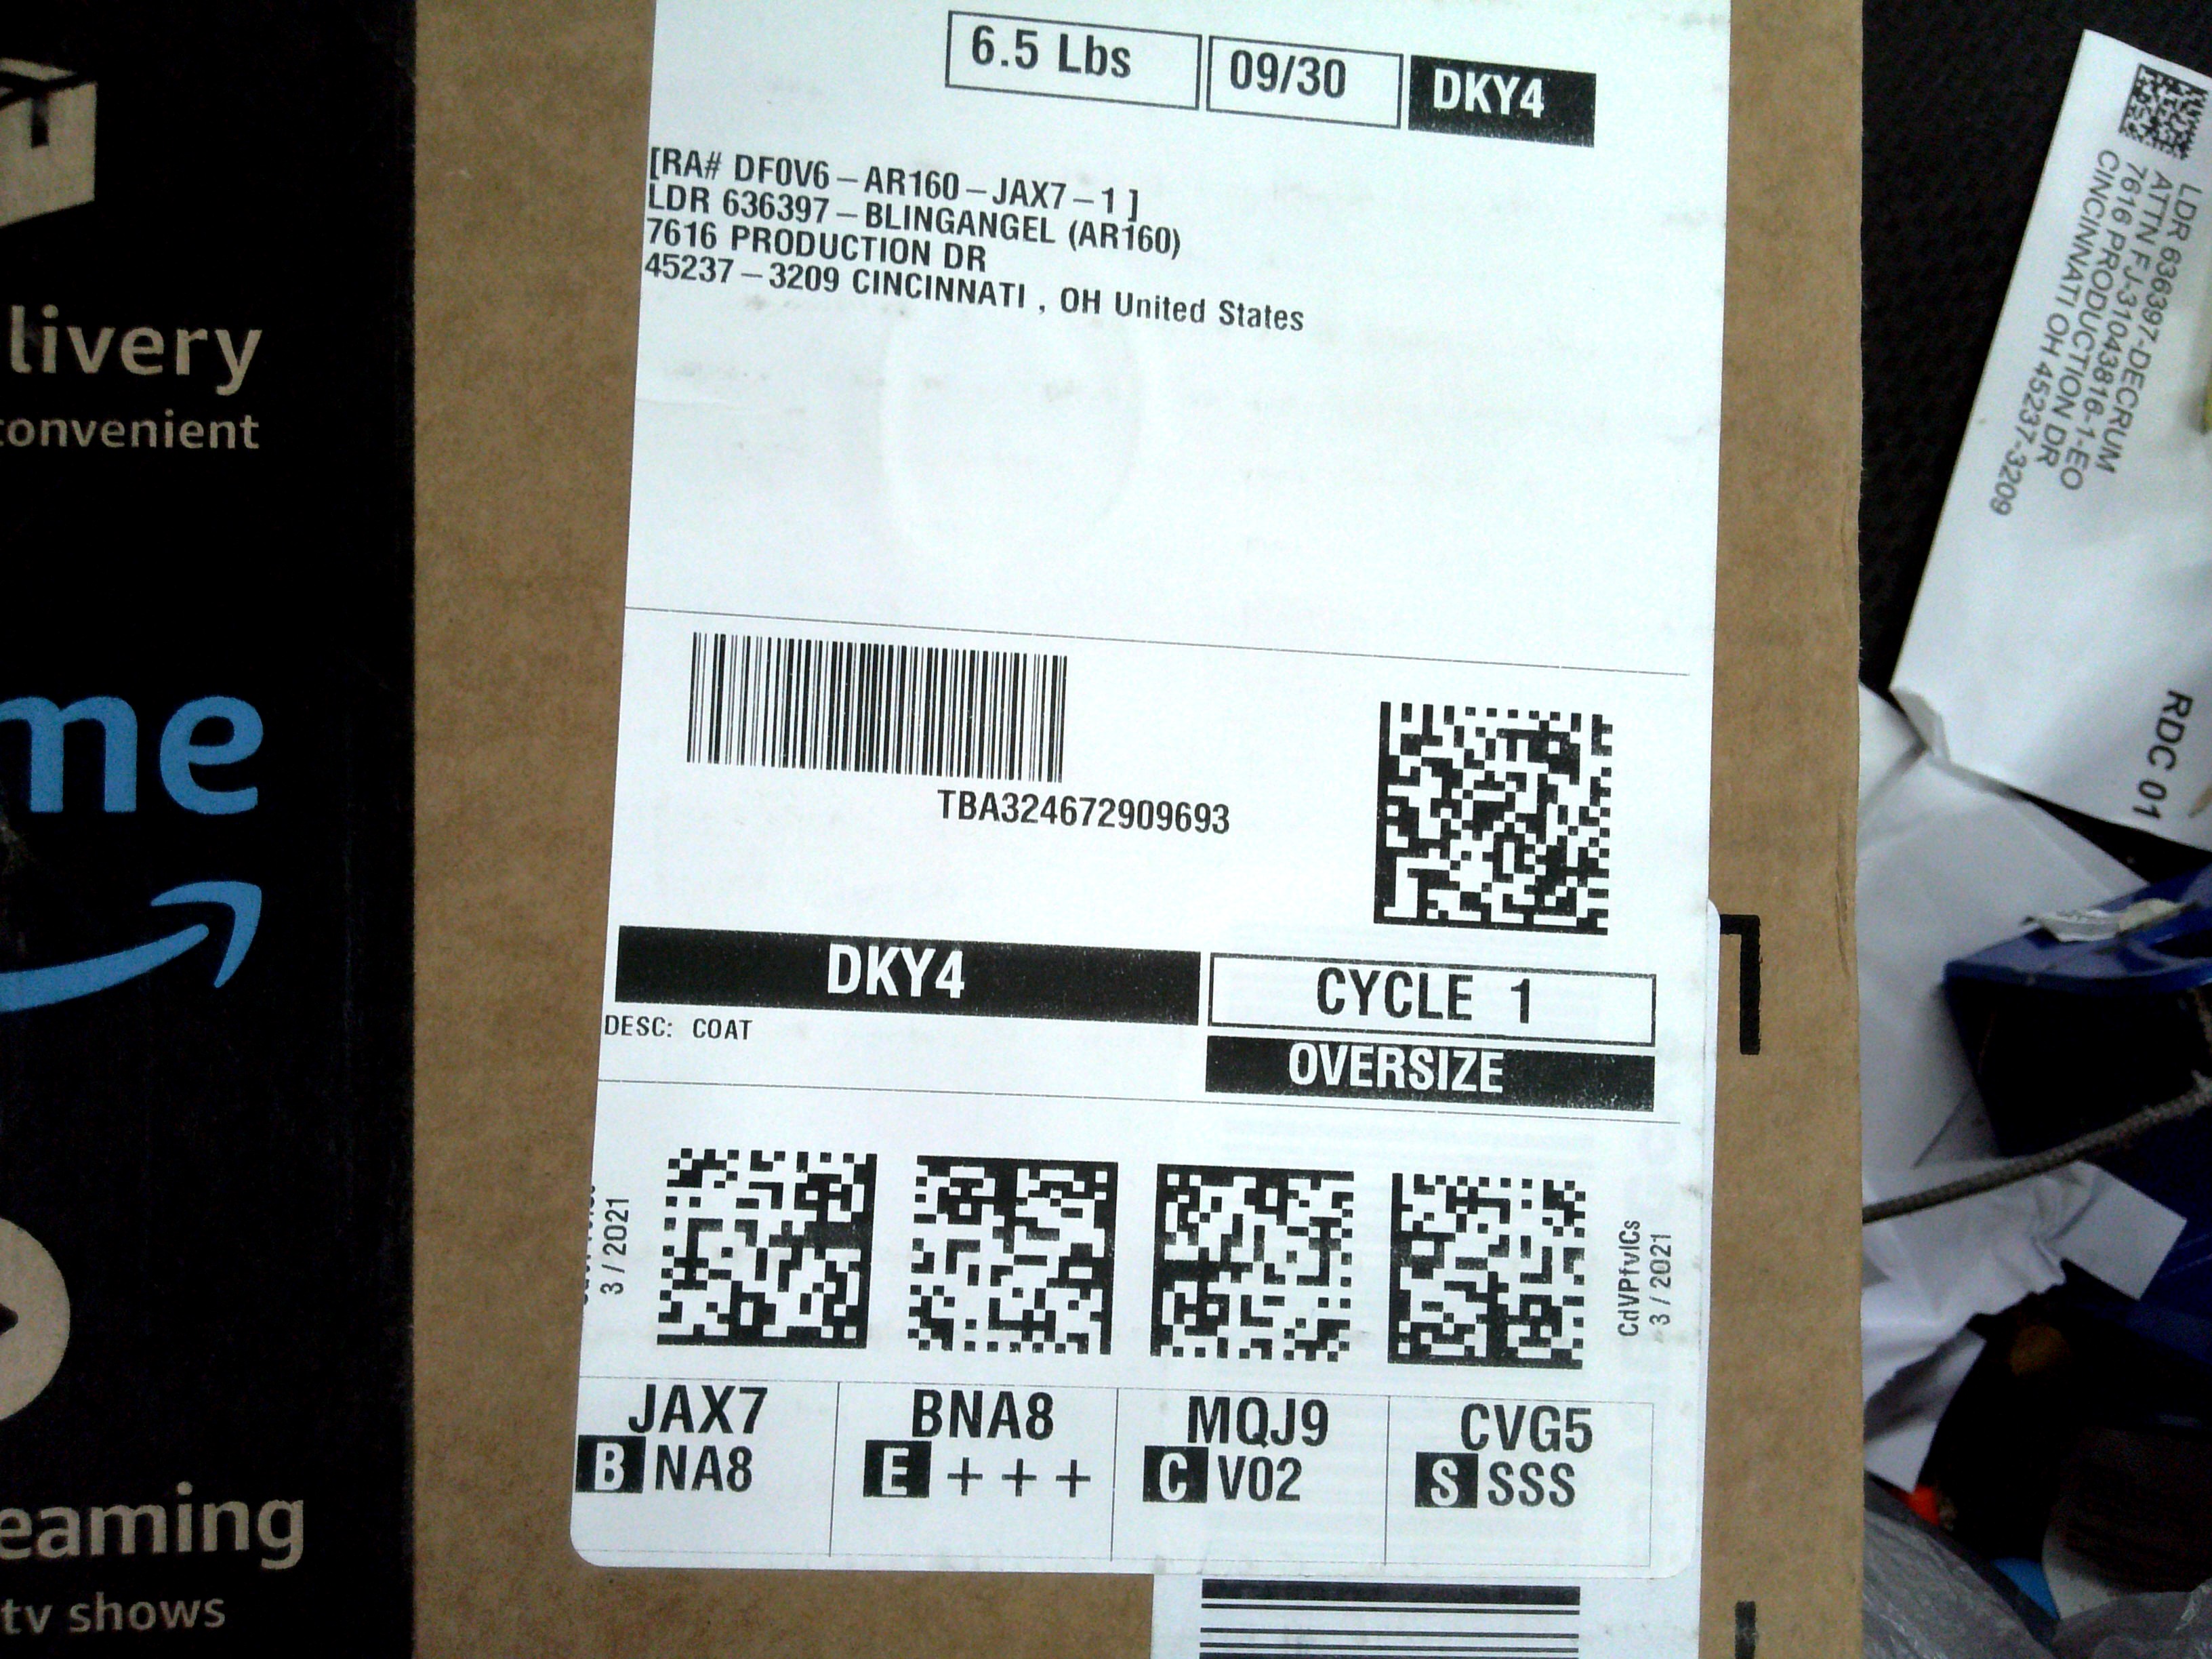 livery
convenient
me
eaming
tv shows
6.5 Lbs
09/30
DKY4
[RA# DF0V6-AR160-JAX7-1 ]
LDR 636397-BLINGANGEL (AR160)
7616 PRODUCTION DR
45237-3209 CINCINNATI , OH United States
TBA324672909693
DKY4
CYCLE 1
DESC: COAT
OVERSIZE
3 / 2021
CdVPfvlCs
3 / 2021
JAX7
B NA8
BNA8
E +++
MQJ9
C V02
CVG5
S SSS
LDR 636397-DECRUM
ATTN FJ-310443816-1-EO
7616 PRODUCTION DR
CINCINNATI OH 45237-3209
RDC 01